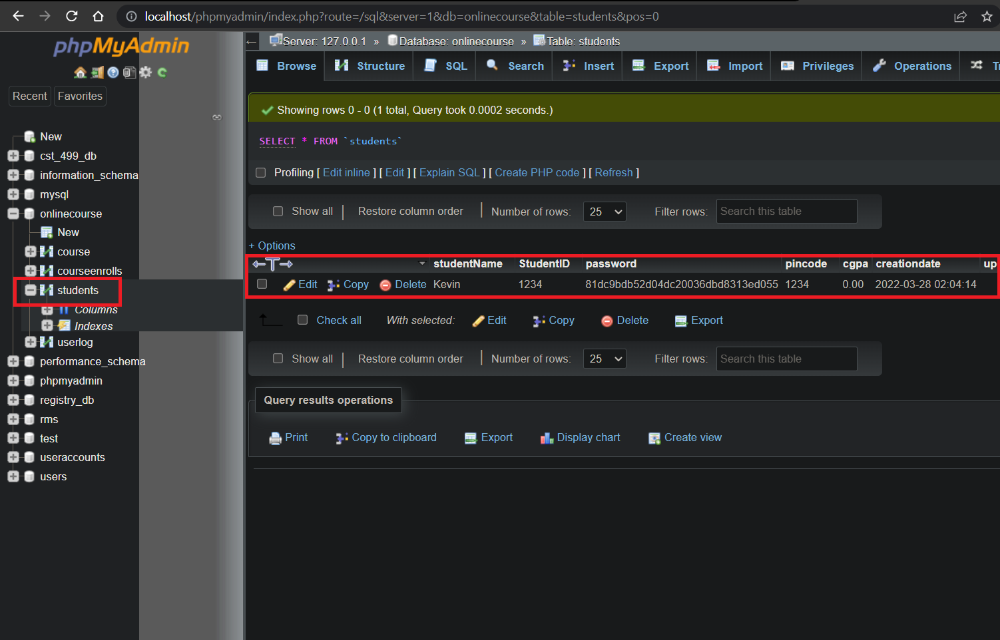 localhost/phpmyadmin/index.php?route=/sql&server=1&db=onlinecourse&table=students&pos=0
phpMyAdmin
Recent Favorites
New
cst_499_db
information_schema
mysql
onlinecourse
New
course
courseenrolls
students
Columns
Indexes
userlog
performance_schema
phpmyadmin
registry_db
rms
test
useraccounts
users
Server: 127.0.0.1 » Database: onlinecourse » Table: students
Browse Structure SQL Search Insert Export Import Privileges Operations
Showing rows 0 - 0 (1 total, Query took 0.0002 seconds.)
SELECT * FROM `students`
Profiling [ Edit inline ] [ Edit ] [ Explain SQL ] [ Create PHP code ] [ Refresh ]
Show all | Restore column order | Number of rows: 25 Filter rows: Search this table
+ Options
studentName StudentID password pincode cgpa creationdate up
Edit Copy Delete Kevin 1234 81dc9bdb52d04dc20036dbd8313ed055 1234 0.00 2022-03-28 02:04:14
Check all With selected: Edit Copy Delete Export
Show all | Restore column order | Number of rows: 25 Filter rows: Search this table
Query results operations
Print Copy to clipboard Export Display chart Create view